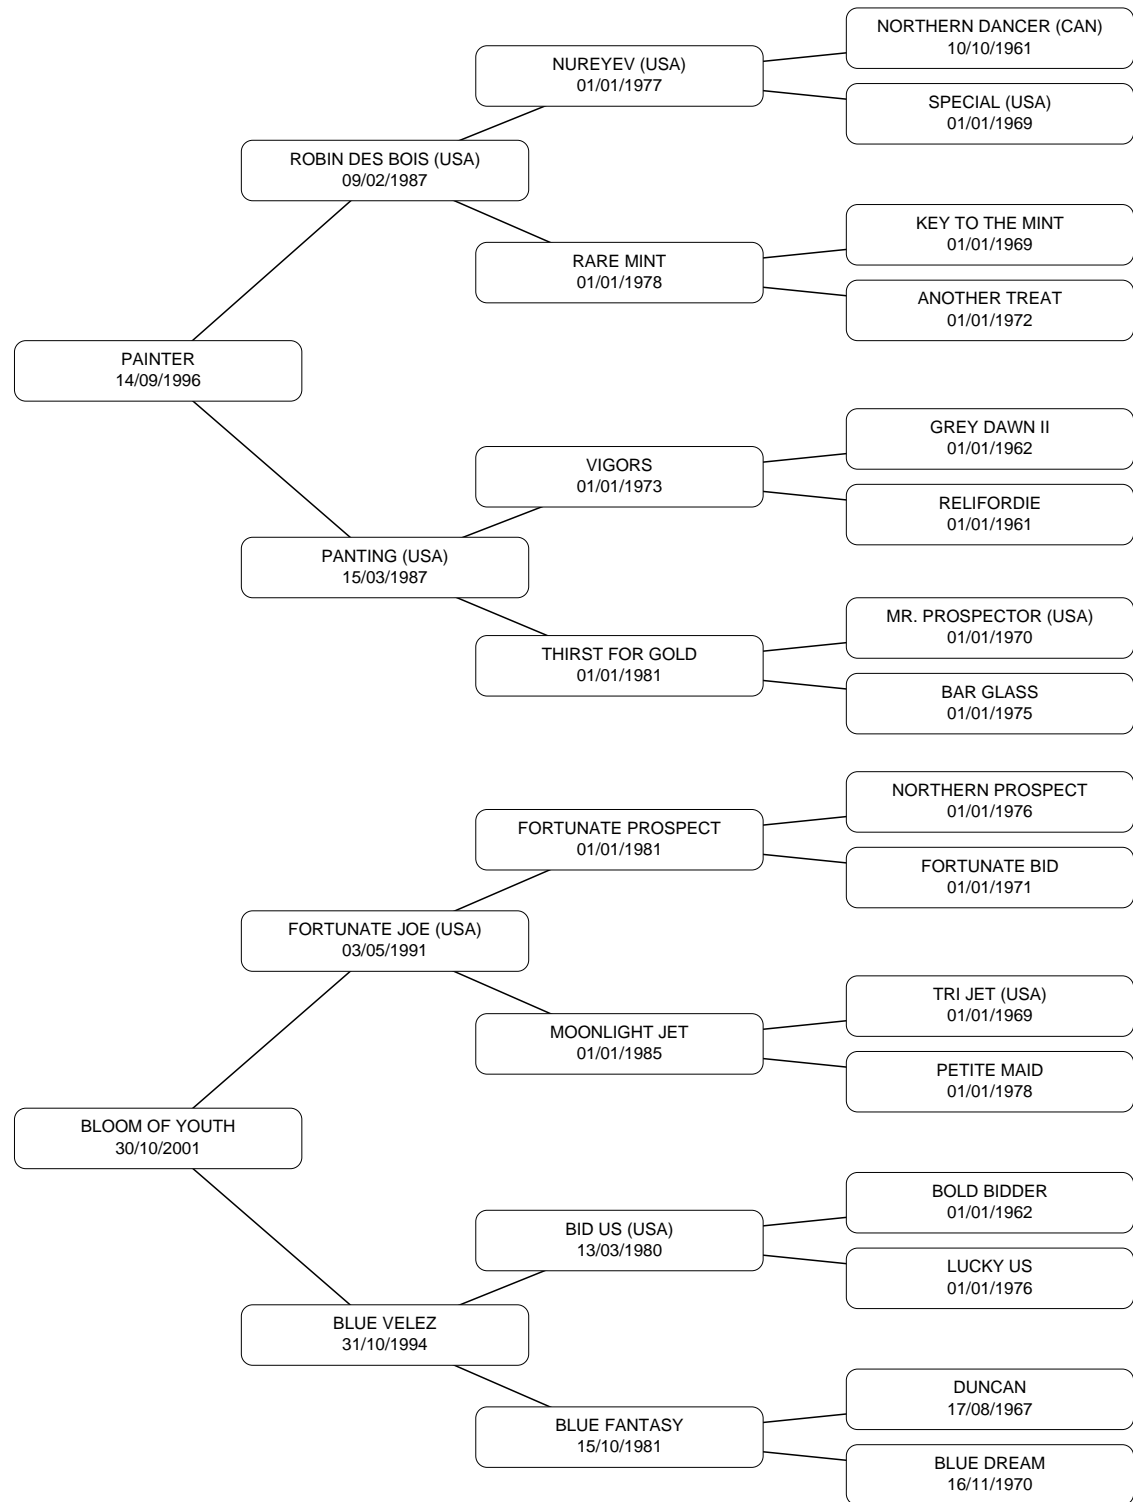 NORTHERN DANCER (CAN)
10/10/1961
NUREYEV (USA)
01/01/1977
SPECIAL (USA)
01/01/1969
ROBIN DES BOIS (USA)
09/02/1987
KEY TO THE MINT
01/01/1969
RARE MINT
01/01/1978
ANOTHER TREAT
01/01/1972
PAINTER
14/09/1996
GREY DAWN II
01/01/1962
VIGORS
01/01/1973
RELIFORDIE
01/01/1961
PANTING (USA)
15/03/1987
MR. PROSPECTOR (USA)
01/01/1970
THIRST FOR GOLD
01/01/1981
BAR GLASS
01/01/1975
NORTHERN PROSPECT
01/01/1976
FORTUNATE PROSPECT
01/01/1981
FORTUNATE BID
01/01/1971
FORTUNATE JOE (USA)
03/05/1991
TRI JET (USA)
01/01/1969
MOONLIGHT JET
01/01/1985
PETITE MAID
01/01/1978
BLOOM OF YOUTH
30/10/2001
BOLD BIDDER
01/01/1962
BID US (USA)
13/03/1980
LUCKY US
01/01/1976
BLUE VELEZ
31/10/1994
DUNCAN
17/08/1967
BLUE FANTASY
15/10/1981
BLUE DREAM
16/11/1970